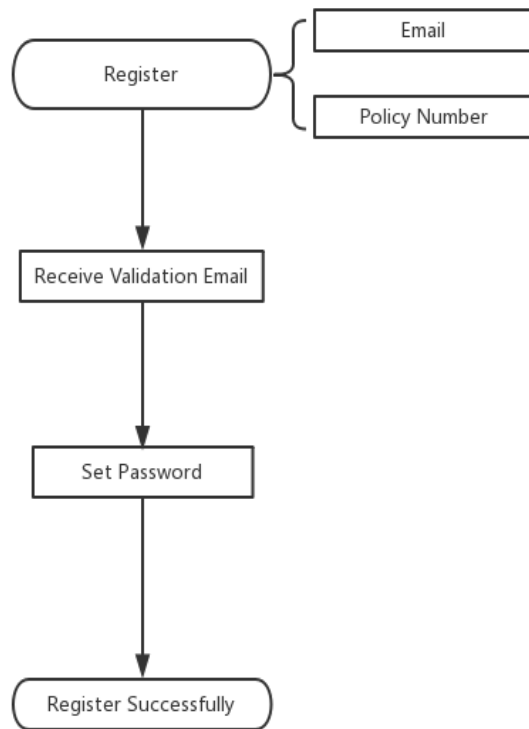 Email
Register
Policy Number
Receive Validation Email
Set Password
Register Successfully